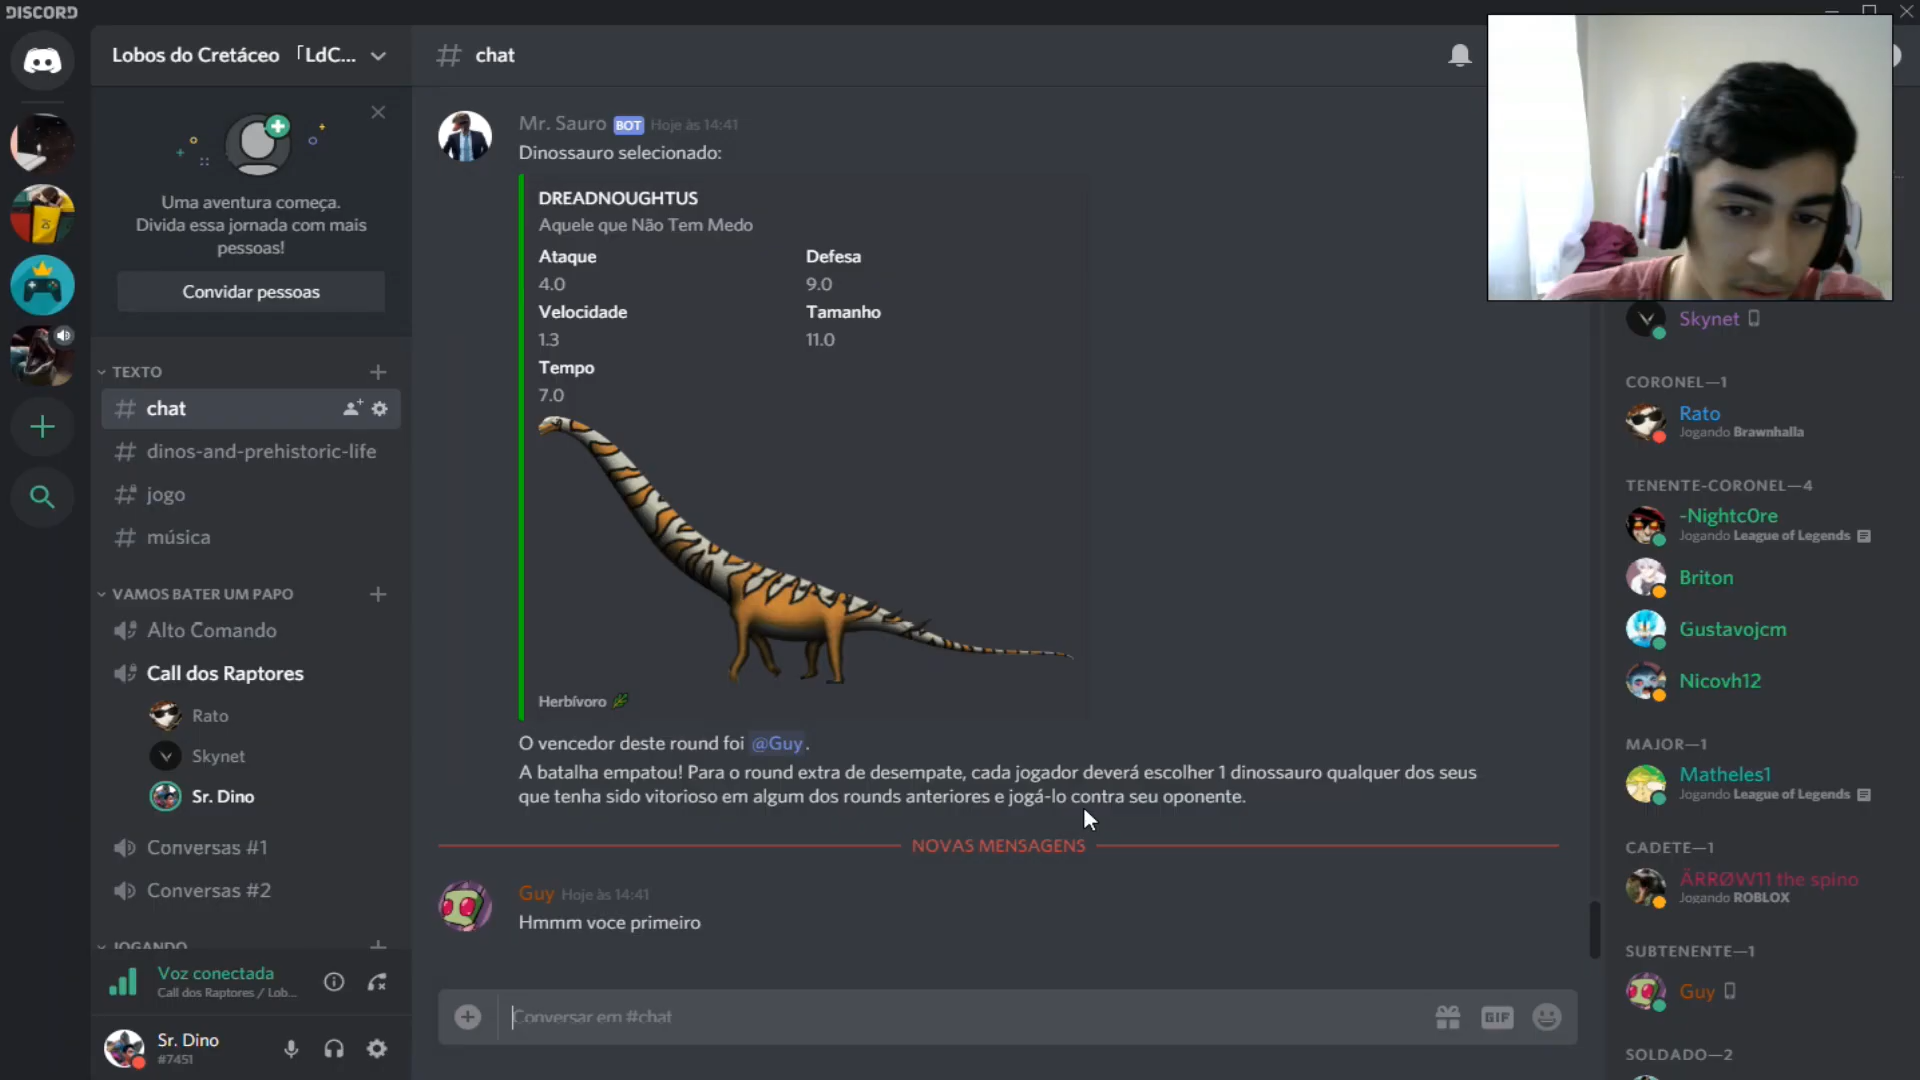 DISCORD
Lobos do Cretáceo 「LdC...
Uma aventura começa.
Divida essa jornada com mais
pessoas!
Convidar pessoas
TEXTO
chat
dinos-and-prehistoric-life
jogo
música
VAMOS BATER UM PAPO
Alto Comando
Call dos Raptores
Rato
Skynet
Sr. Dino
Conversas #1
Conversas #2
JOGANDO
Voz conectada
Call dos Raptores / Lob...
Sr. Dino
#7451
chat
Mr. Sauro BOT Hoje às 14:41
Dinossauro selecionado:
DREADNOUGHTUS
Aquele que Não Tem Medo
Ataque Defesa
4.0 9.0
Velocidade Tamanho
1.3 11.0
Tempo
7.0
Herbívoro
O vencedor deste round foi @Guy.
A batalha empatou! Para o round extra de desempate, cada jogador deverá escolher 1 dinossauro qualquer dos seus
que tenha sido vitorioso em algum dos rounds anteriores e jogá-lo contra seu oponente.
NOVAS MENSAGENS
Guy Hoje às 14:41
Hmmm voce primeiro
Conversar em #chat
GIF
Skynet
CORONEL—1
Rato
Jogando Brawnhalla
TENENTE-CORONEL—4
-Nightc0re
Jogando League of Legends
Briton
Gustavojcm
Nicovh12
MAJOR—1
Matheles1
Jogando League of Legends
CADETE—1
ÄRRØW11 the spino
Jogando ROBLOX
SUBTENENTE—1
Guy
SOLDADO—2